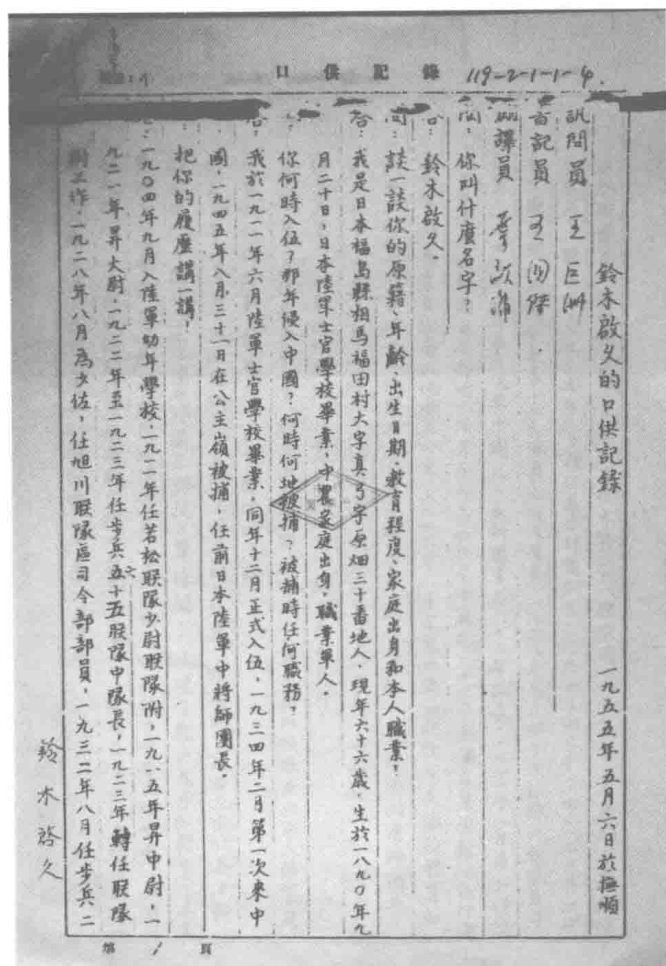 口供記錄
119-2-1-1-4.
鈴木啟久的口供記錄
一九五五年五月六日於撫順
訊問員 王巨洲
書記員 王
翻譯員
問：你叫什麼名字？
答：鈴木啟久。
問：談一談你的原籍、年齡、出生日期、教育程度、家庭出身和本人職業？
答：我是日本福島縣相馬福田村大字真弓字原畑三十番地人，現年六十六歲，生於一八九〇年九
月二十日，日本陸軍士官學校畢業，中農家庭出身，職業軍人。
你何時入伍？那年侵入中國？何時何地被捕？被捕時任何職務？
答：我於一九一一年六月陸軍士官學校畢業，同年十二月正式入伍，一九三四年二月第一次來中
國，一九四五年八月三十一日在公主嶺被捕，任前日本陸軍中將師團長。
：把你的履歷講一講，
：一九〇四年九月入陸軍幼年學校，一九一一年任若松聯隊少尉聯隊附，一九一五年昇中尉，一
九二一年昇大尉，一九二二年至一九二三年任步兵六十五聯隊中隊長，一九二三年轉任聯隊
附工作，一九二八年八月為少佐，任旭川聯隊區司令部部員，一九三二年八月任步兵二
鈴木啓久
第 1 頁